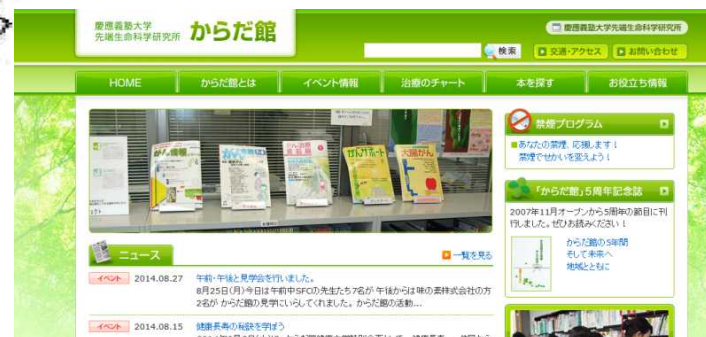 慶應義塾大学
先端生命科学研究所
からだ館
慶應義塾大学先端生命科学研究所
検索
交通・アクセス
お問い合わせ
HOME
からだ館とは
イベント情報
治療のチャート
本を探す
お役立ち情報
がんサポート
大腸がん
禁煙プログラム
あなたの禁煙、応援します！
禁煙でせかいを変えよう！
「からだ館」5周年記念誌
2007年11月オープンから5周年の節目に刊
行しました。ぜひお読みください！
からだ館の5年間
そして未来へ
地域とともに
ニュース
一覧を見る
イベント 2014.08.27 午前・午後と見学会を行いました。
8月25日(月)今日は午前中SFOの先生たち7名が 午後からは味の素株式会社の方
2名が からだ館の見学にいらしてくれました。からだ館の活動...
イベント 2014.08.15 健康長寿の秘訣を学ぼう